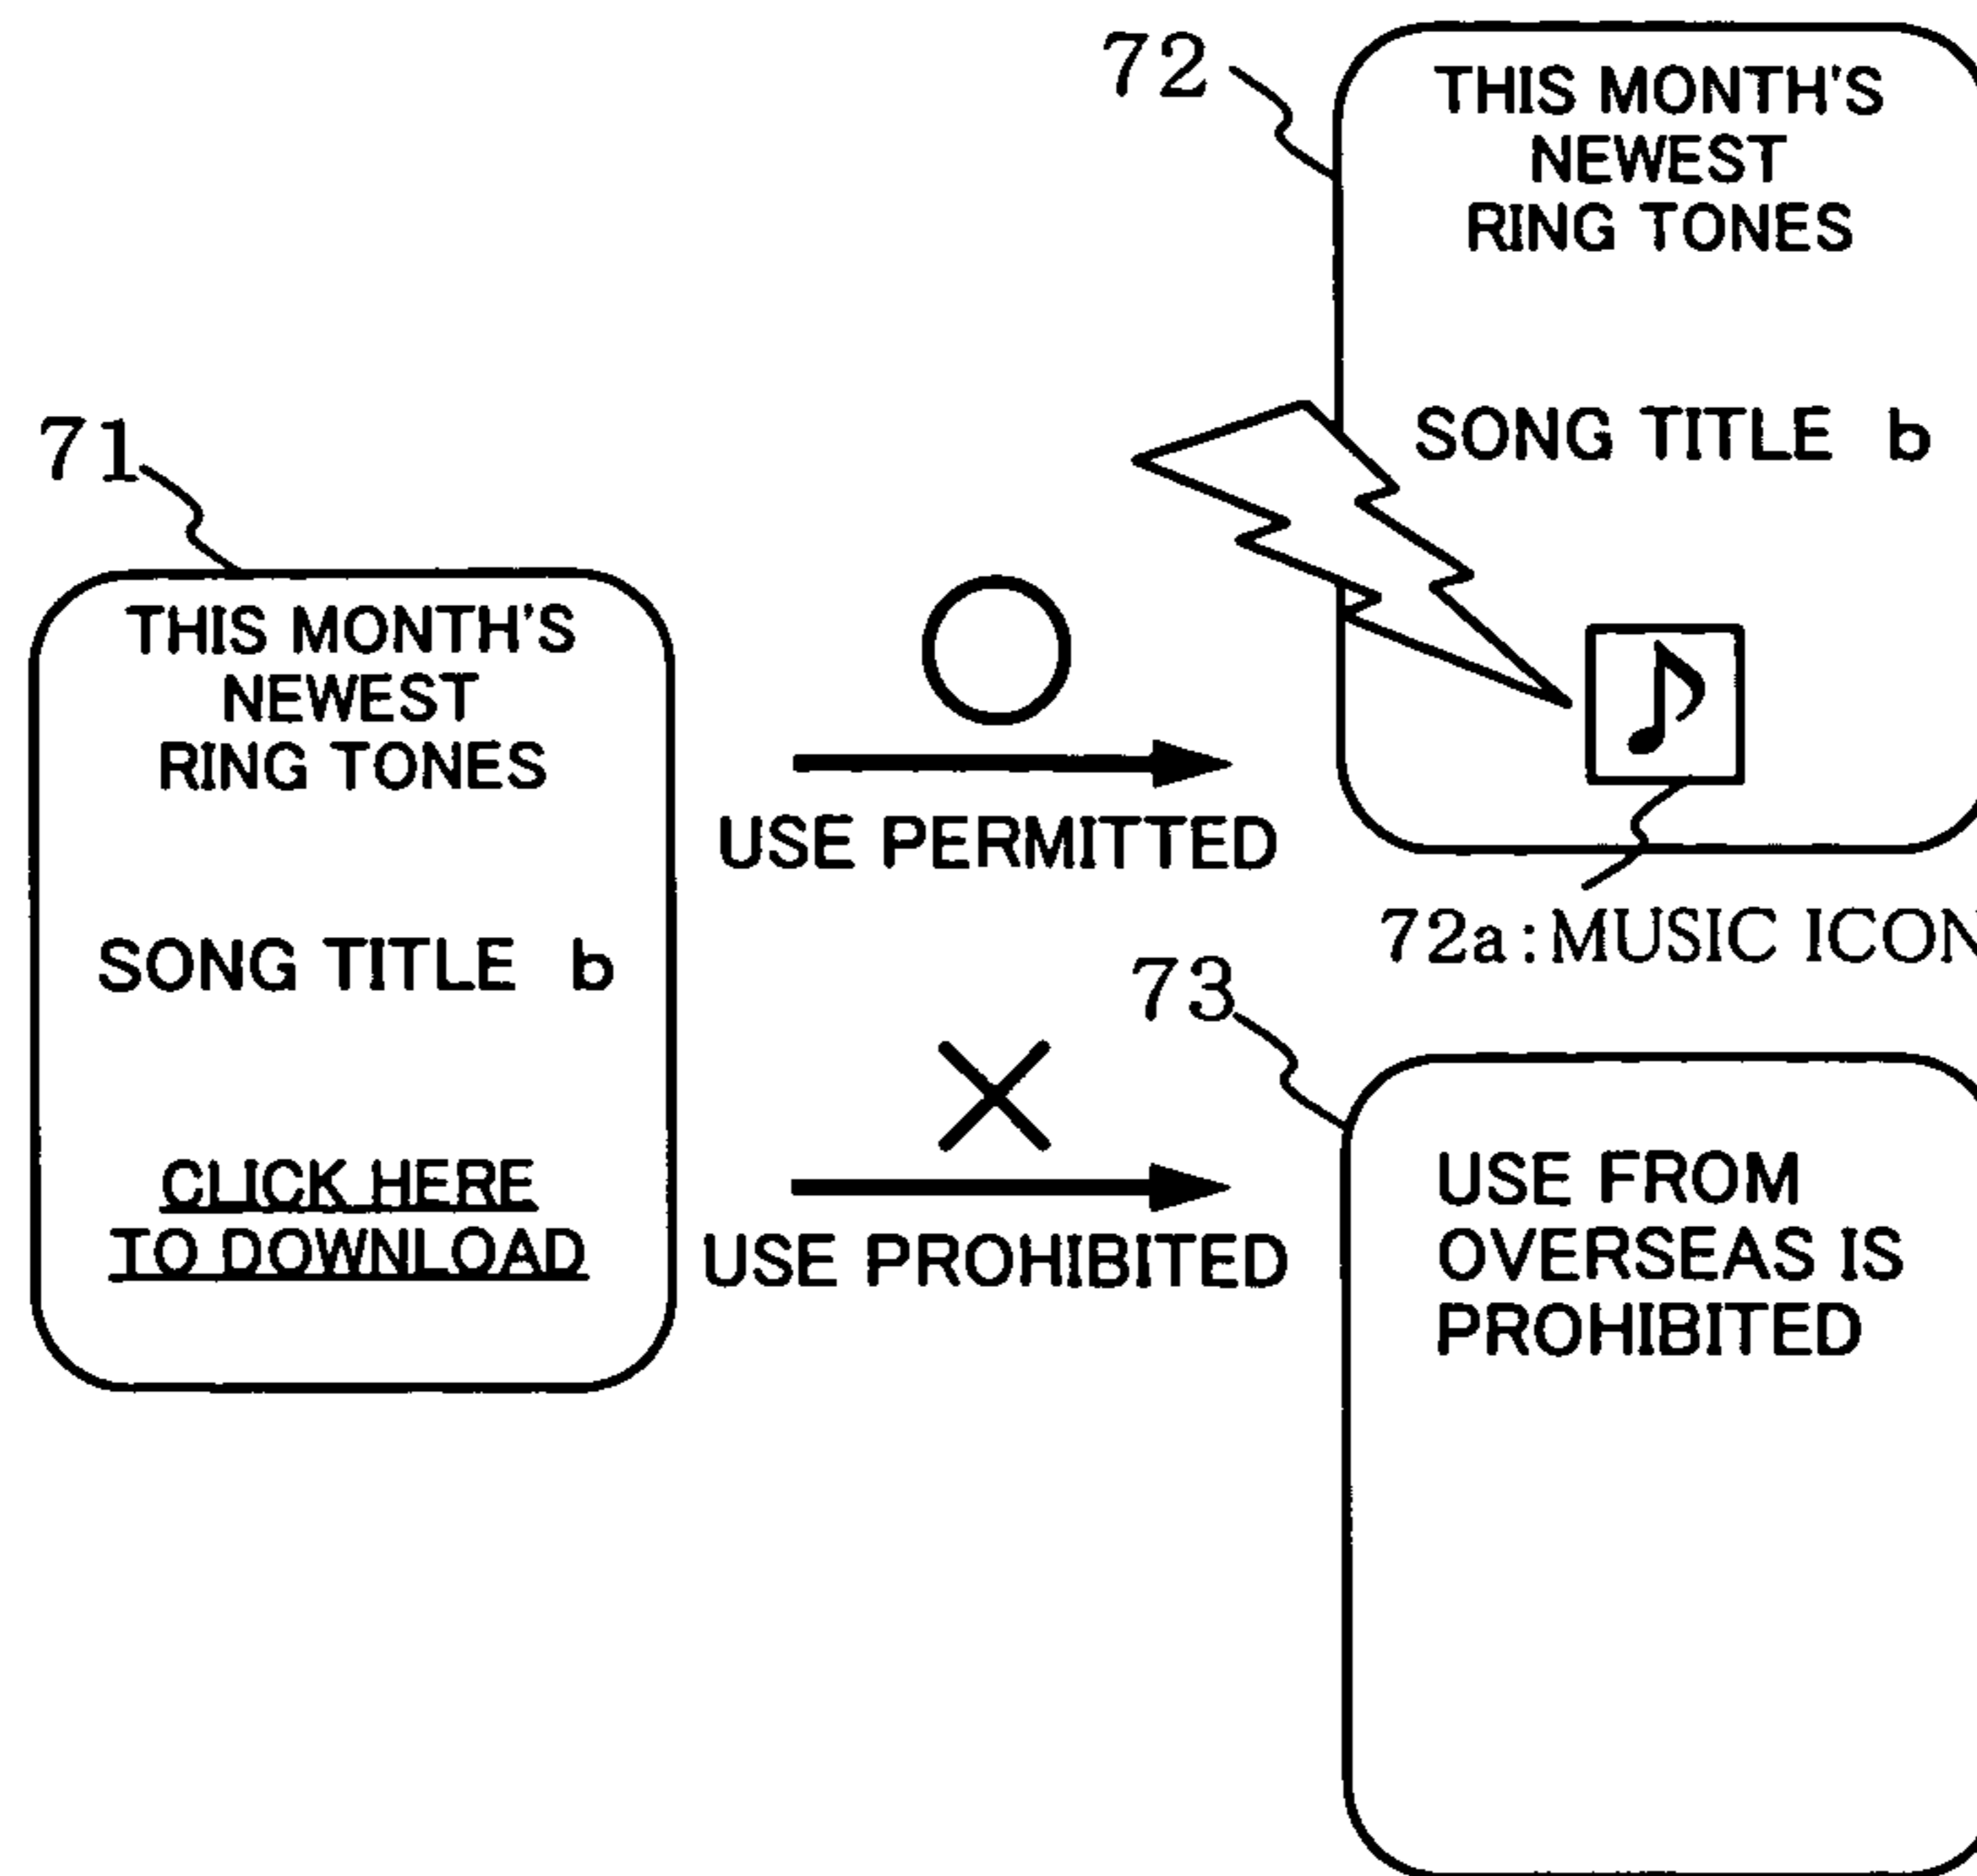 71
THIS MONTH'S
NEWEST
RING TONES
SONG TITLE b
CLICK HERE
TO DOWNLOAD
USE PERMITTED
USE PROHIBITED
72
THIS MONTH'S
NEWEST
RING TONES
SONG TITLE b
72a:MUSIC ICON
73
USE FROM
OVERSEAS IS
PROHIBITED